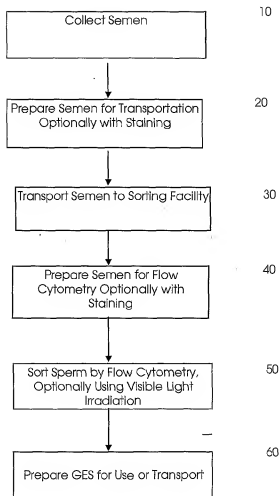 Collect Semen
10
Prepare Semen for Transportation
Optionally with Staining
20
Transport Semen to Sorting Facility
30
Prepare Semen for Flow
Cytometry Optionally with
Staining
40
Sort Sperm by Flow Cytometry,
Optionally Using Visible Light
Irradiation
50
Prepare GES for Use or Transport
60